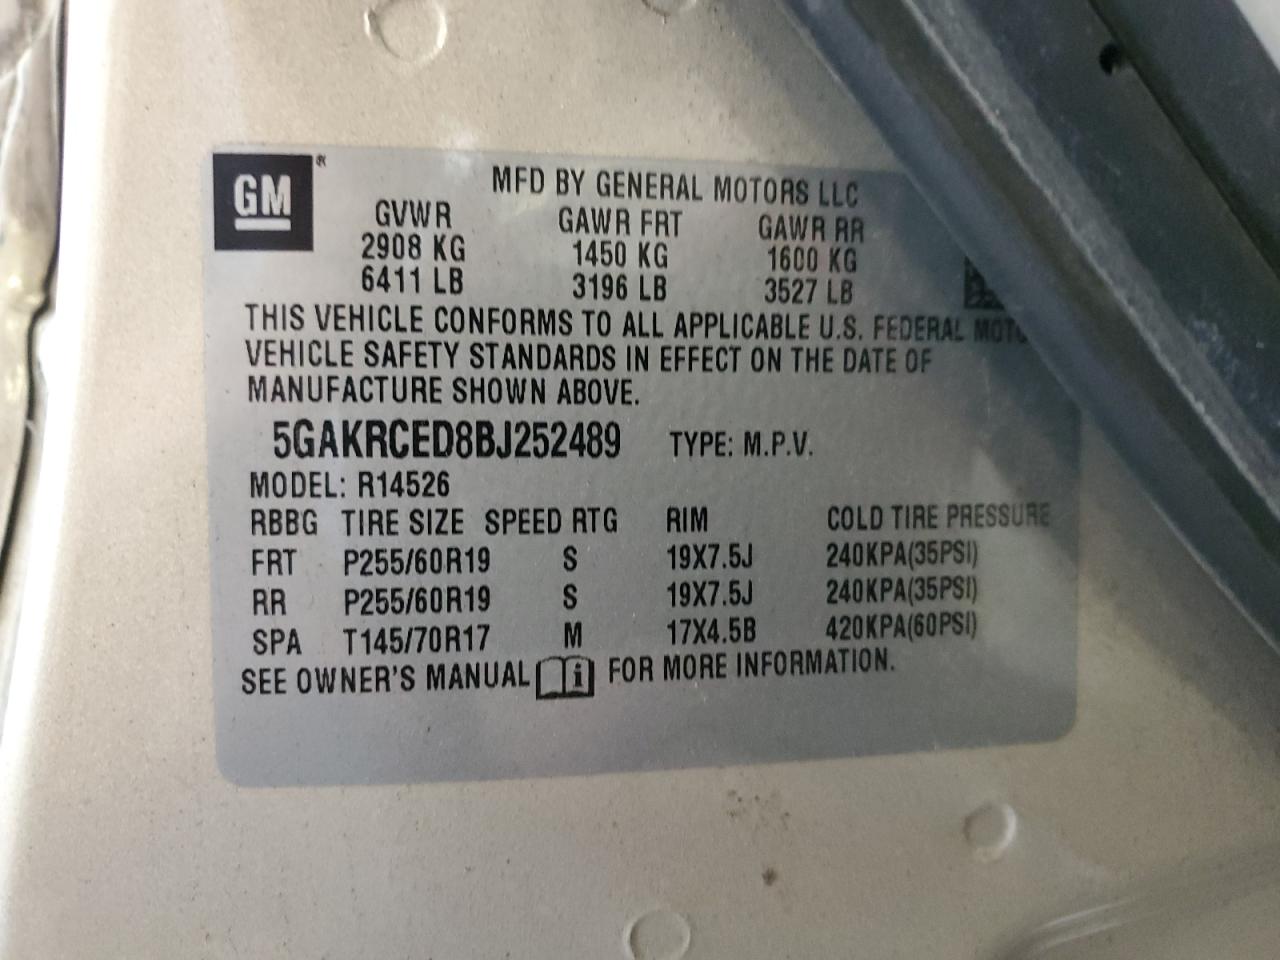 GM ®
MFD BY GENERAL MOTORS LLC
GVWR GAWR FRT GAWR RR
2908 KG 1450 KG 1600 KG
6411 LB 3196 LB 3527 LB
THIS VEHICLE CONFORMS TO ALL APPLICABLE U.S. FEDERAL MOTO
VEHICLE SAFETY STANDARDS IN EFFECT ON THE DATE OF
MANUFACTURE SHOWN ABOVE.
5GAKRCED8BJ252489 TYPE: M.P.V.
MODEL: R14526
RBBG TIRE SIZE SPEED RTG RIM COLD TIRE PRESSURE
FRT P255/60R19 S 19X7.5J 240KPA(35PSI)
RR P255/60R19 S 19X7.5J 240KPA(35PSI)
SPA T145/70R17 M 17X4.5B 420KPA(60PSI)
SEE OWNER'S MANUAL i FOR MORE INFORMATION.